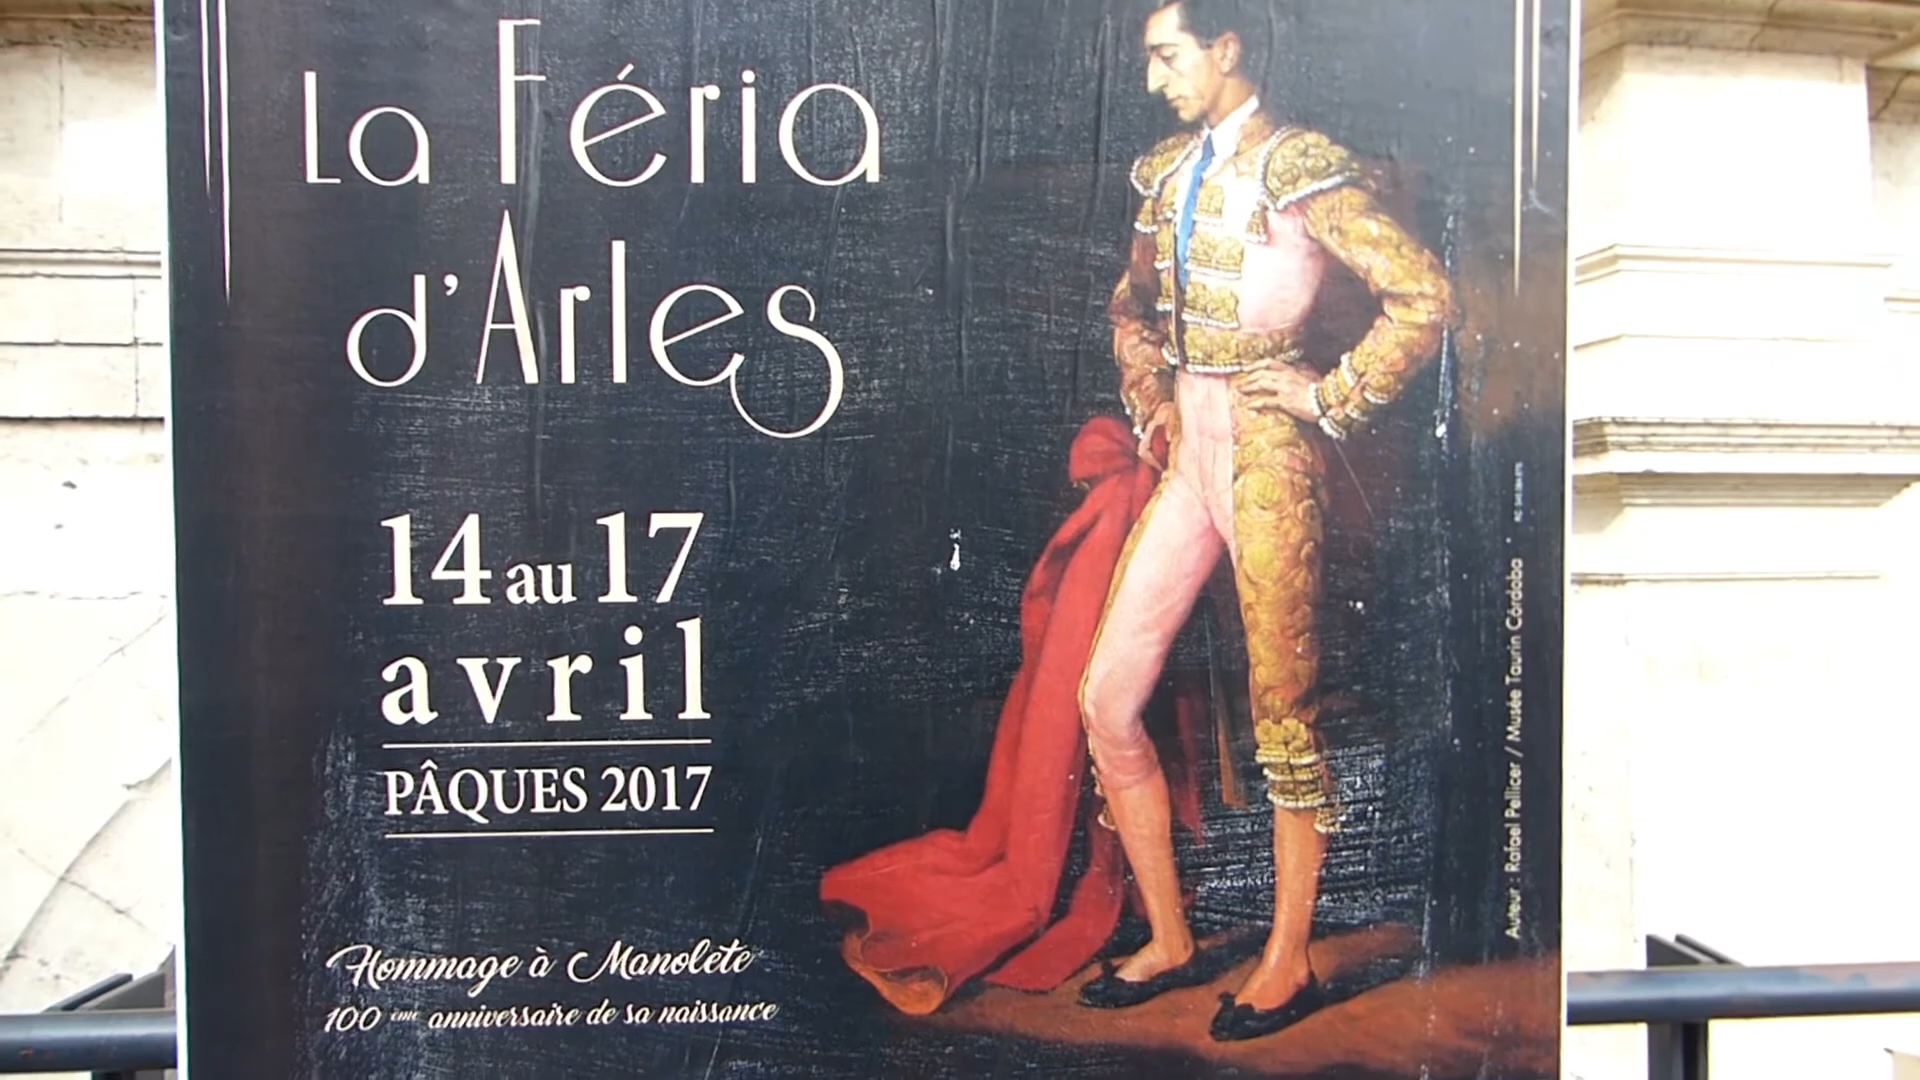 La Féria
d'Arles
14 au 17
avril
PÂQUES 2017
Hommage à Manolete
100 ème anniversaire de sa naissance
Auteur : Rafael Pellicer / Musée Taurin Córdoba